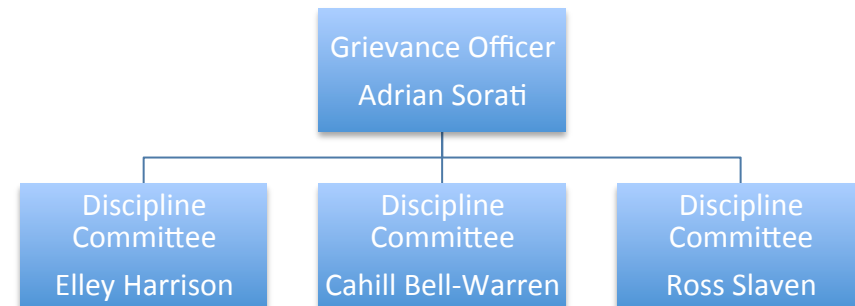 Grievance Officer
Adrian Sorati
Discipline
Committee
Elley Harrison
Discipline
Committee
Cahill Bell-Warren
Discipline
Committee
Ross Slaven